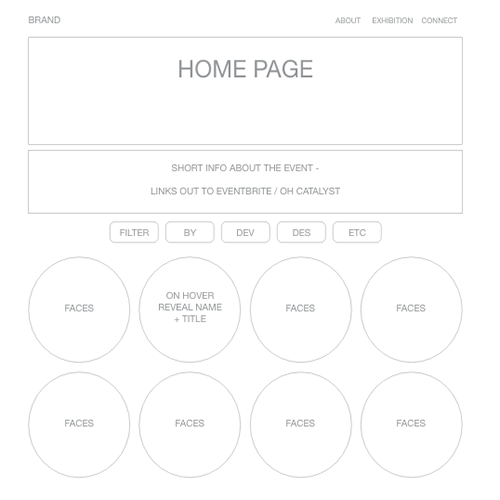 BRAND
ABOUT EXHIBITION CONNECT
HOME PAGE
SHORT INFO ABOUT THE EVENT -
LINKS OUT TO EVENTBRITE / OH CATALYST
FILTER BY DEV DES ETC
FACES
ON HOVER
REVEAL NAME
+ TITLE
FACES
FACES
FACES
FACES
FACES
FACES